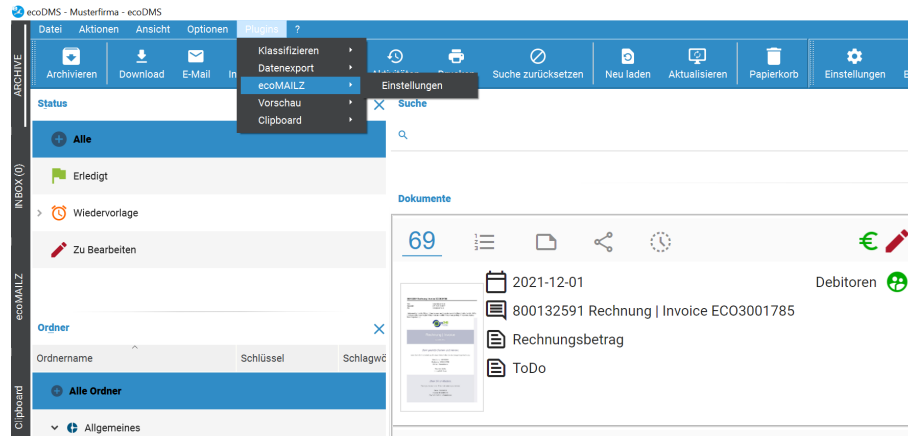 ecoDMS - Musterfirma - ecoDMS
Datei Aktionen Ansicht Optionen Plugins ?
Klassifizieren
Datenexport
ecoMAILZ
Vorschau
Clipboard
Einstellungen
Archivieren Download E-Mail Suche zurücksetzen Neu laden Aktualisieren Papierkorb Einstellungen
ARCHIVE
INBOX (0)
ecoMAILZ
Clipboard
Status
Alle
Erledigt
Wiedervorlage
Zu Bearbeiten
Ordner
Ordnername Schlüssel
Alle Ordner
Allgemeines
Suche
Dokumente
69
2021-12-01 Debitoren
800132591 Rechnung | Invoice ECO3001785
Rechnungsbetrag
ToDo